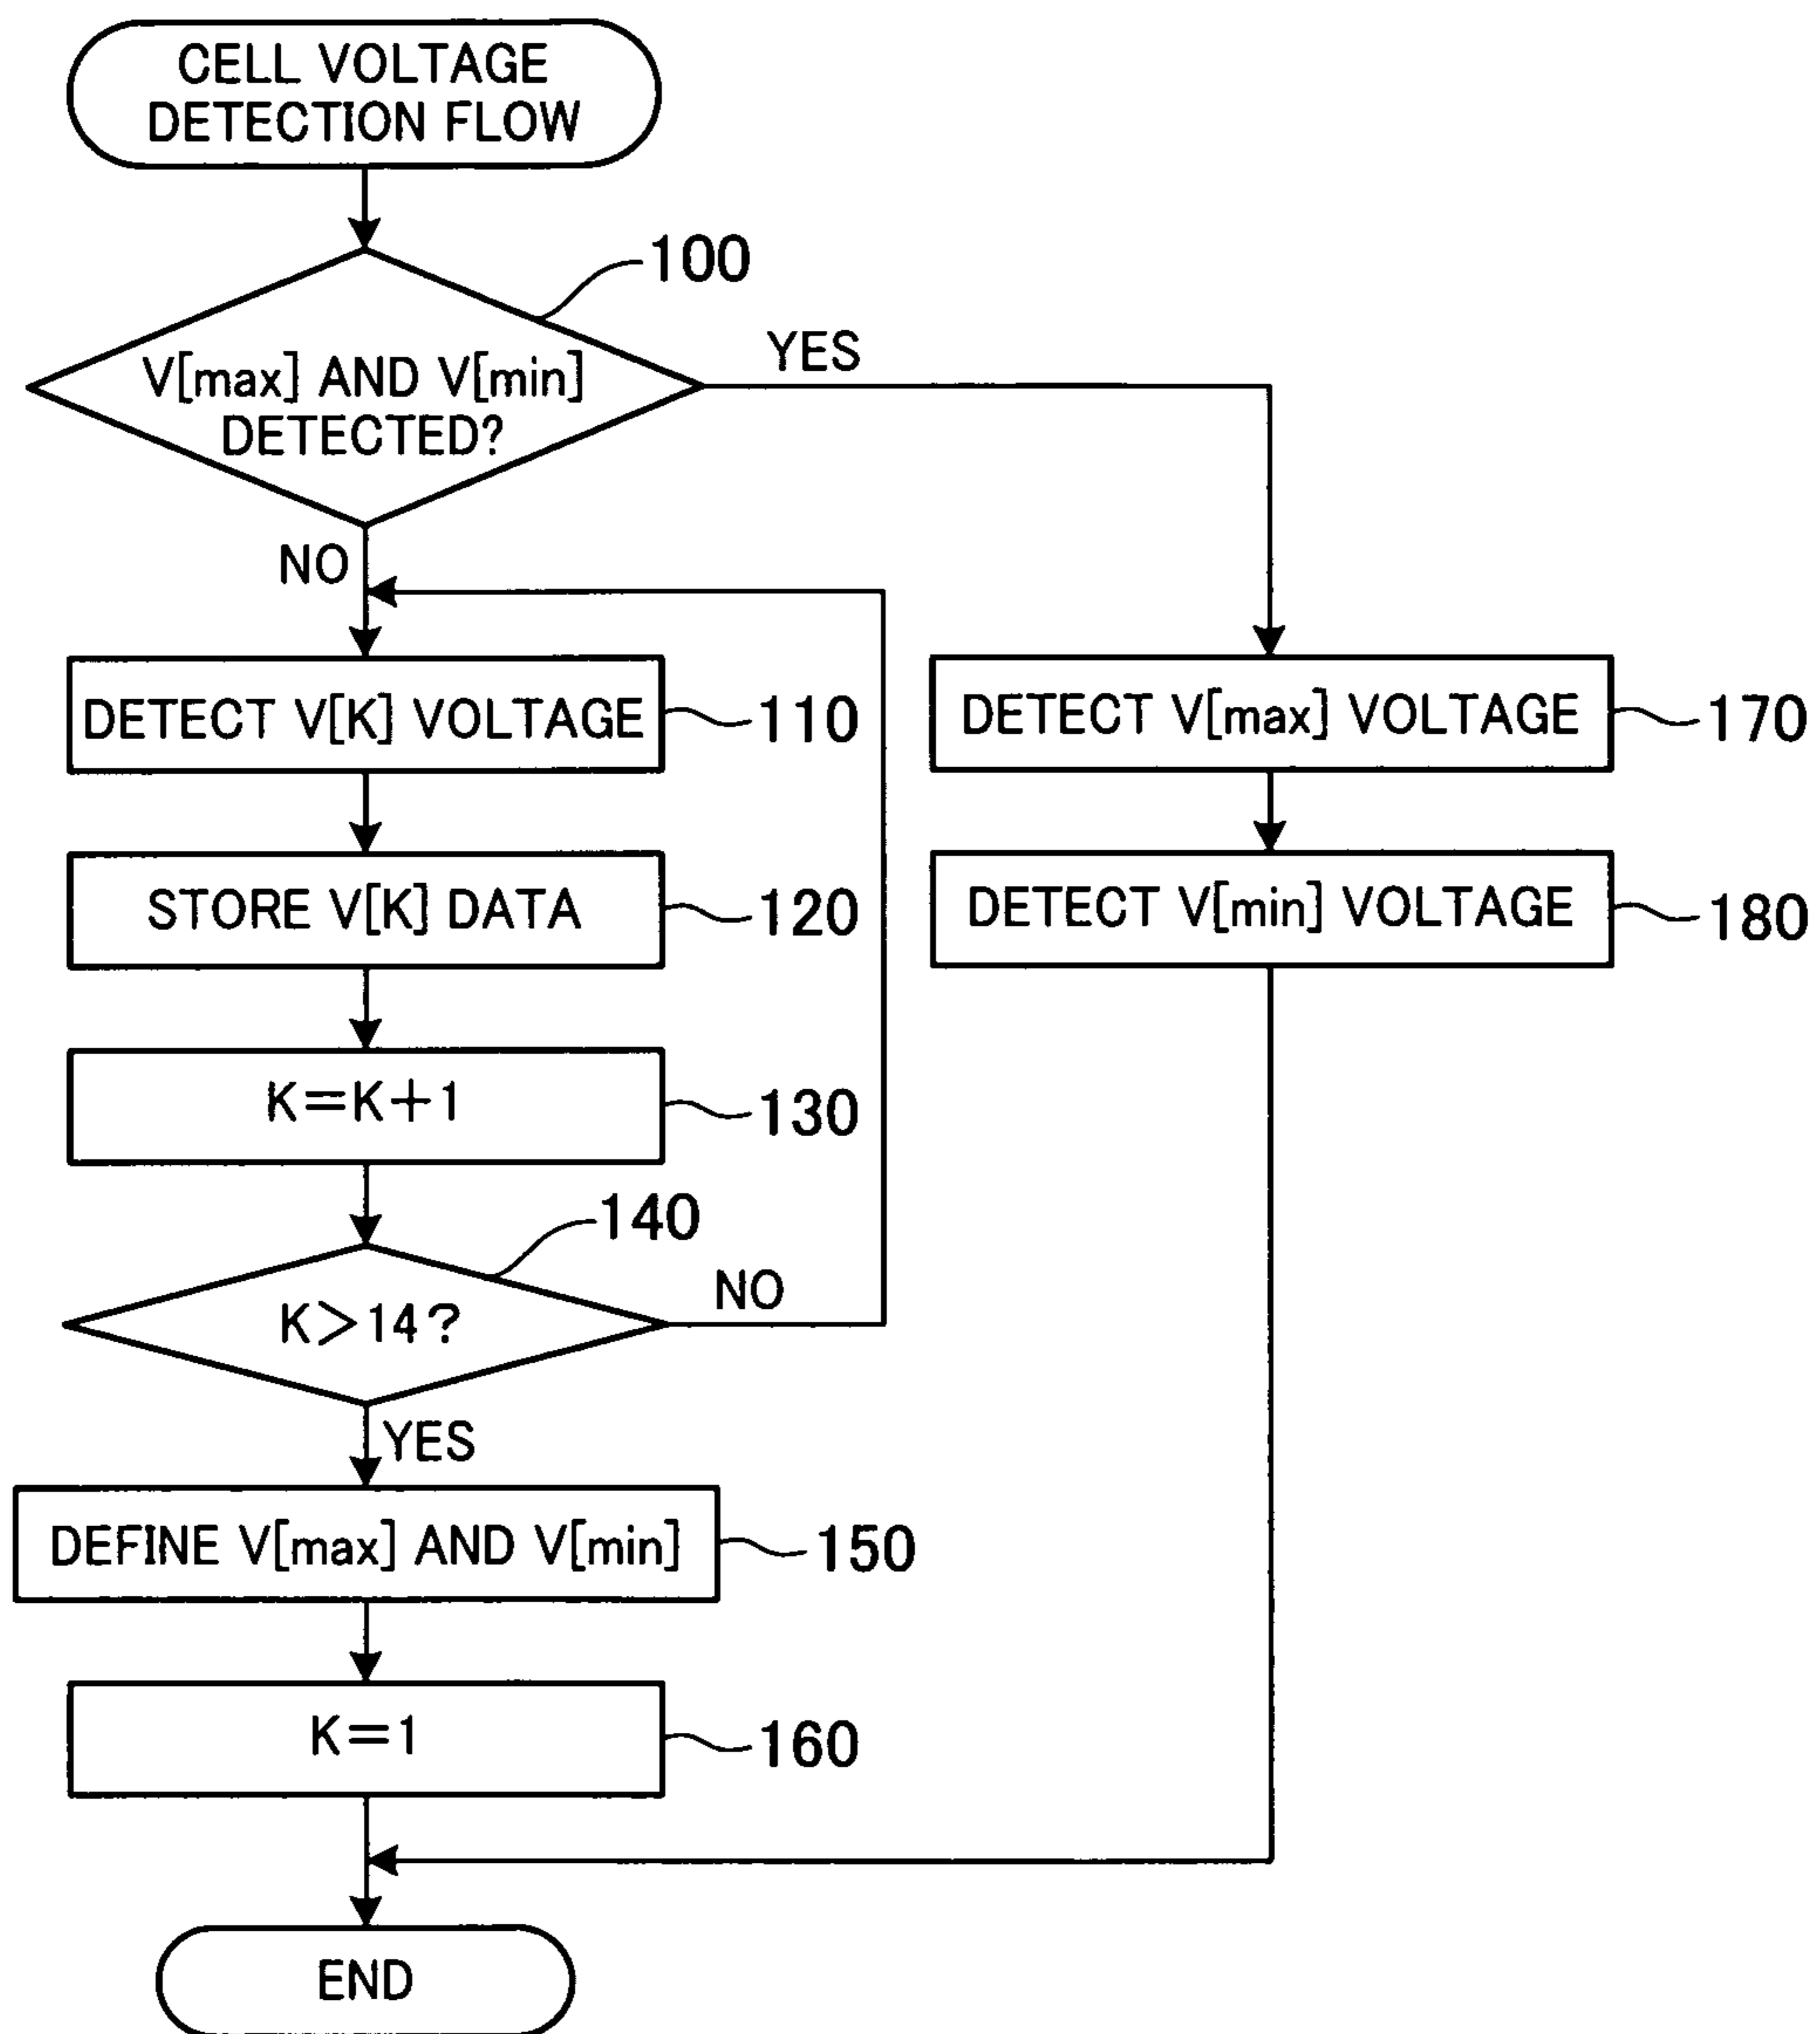 CELL VOLTAGE
DETECTION FLOW
100
V[max] AND V[min]
DETECTED?
YES
NO
DETECT V[K] VOLTAGE
110
DETECT V[max] VOLTAGE
170
STORE V[K] DATA
120
DETECT V[min] VOLTAGE
180
K=K+1
130
140
K>14?
NO
YES
DEFINE V[max] AND V[min]
150
K=1
160
END